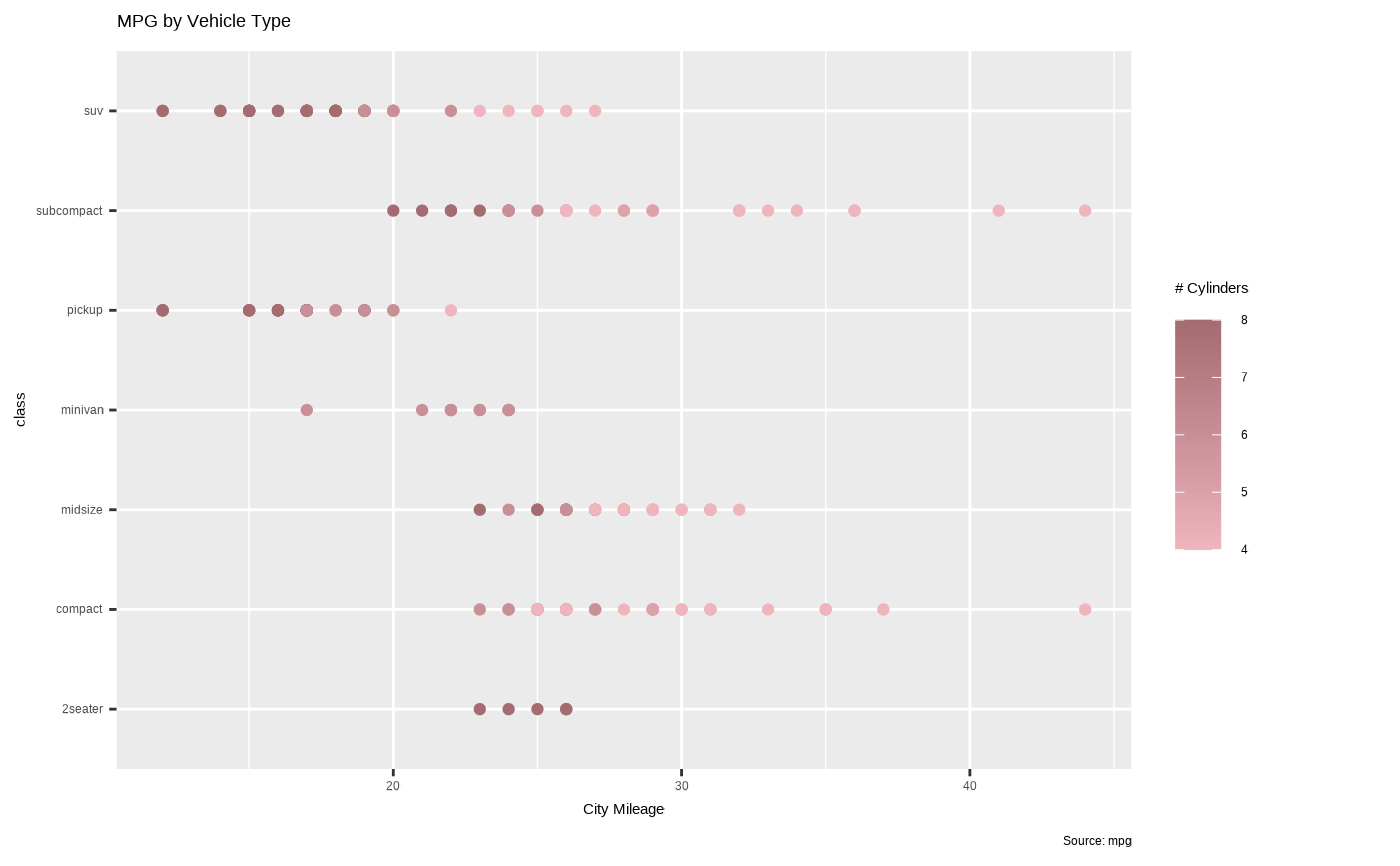 MPG by Vehicle Type
suv
subcompact
pickup
minivan
midsize
compact
2seater
class
20
30
40
City Mileage
# Cylinders
8
7
6
5
4
Source: mpg